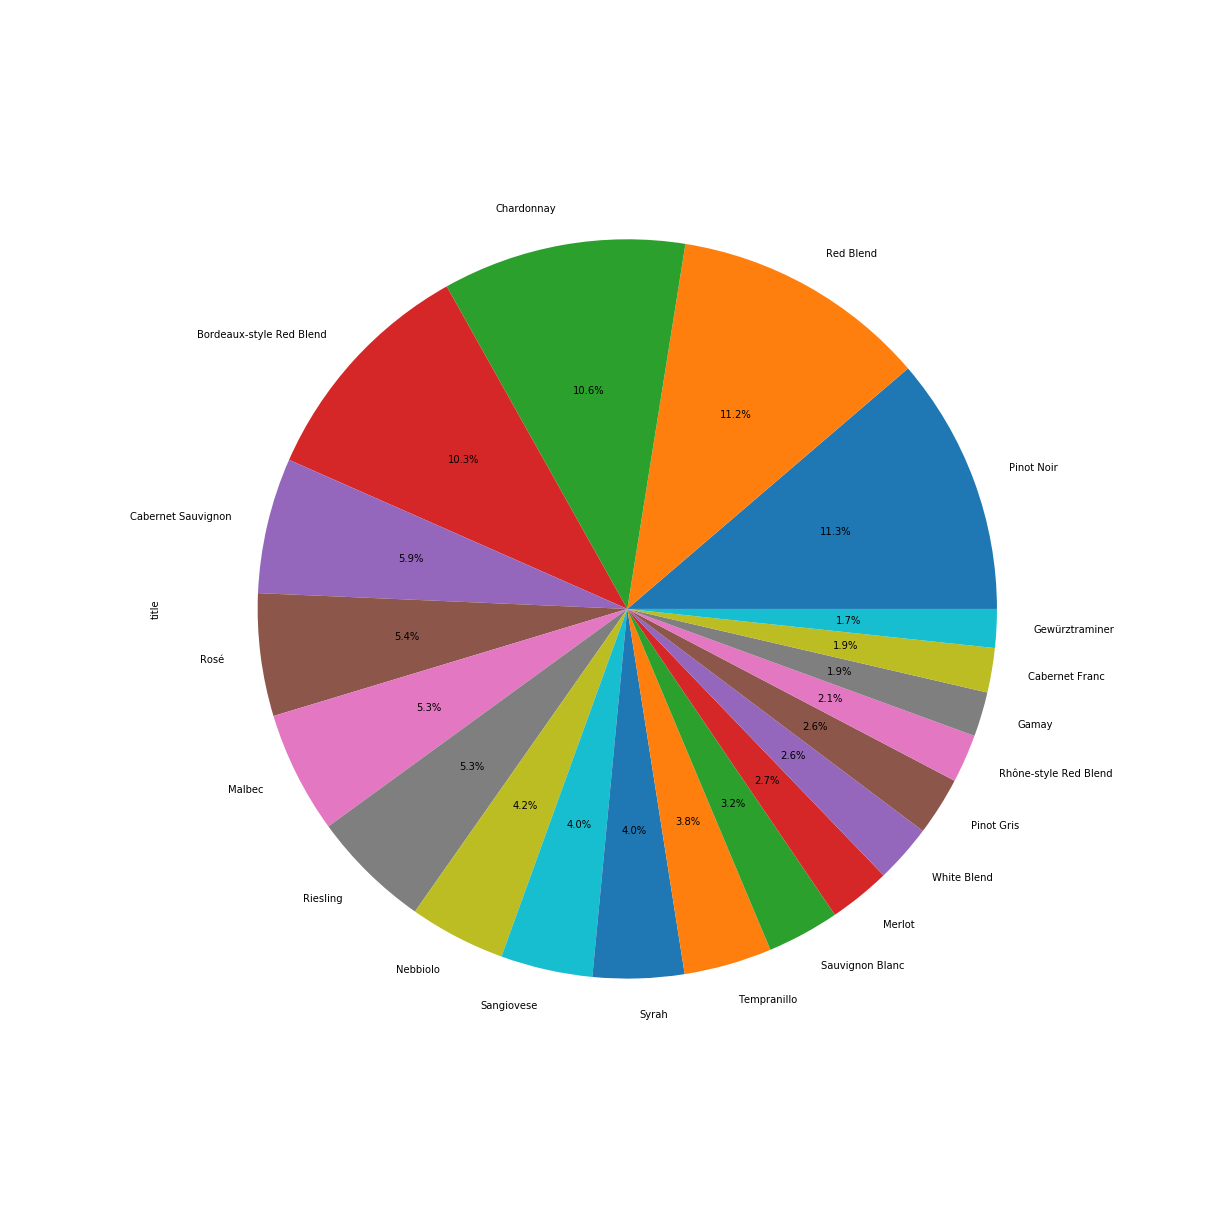 Chardonnay
Red Blend
Bordeaux-style Red Blend
10.6%
11.2%
10.3%
Pinot Noir
Cabernet Sauvignon
11.3%
5.9%
title
1.7%
Gewürztraminer
5.4%
1.9%
Rosé
1.9%
Cabernet Franc
2.1%
5.3%
Gamay
2.6%
2.6%
5.3%
Rhône-style Red Blend
2.7%
Malbec
3.2%
4.2%
3.8%
4.0%
4.0%
Pinot Gris
White Blend
Riesling
Merlot
Sauvignon Blanc
Nebbiolo
Tempranillo
Sangiovese
Syrah